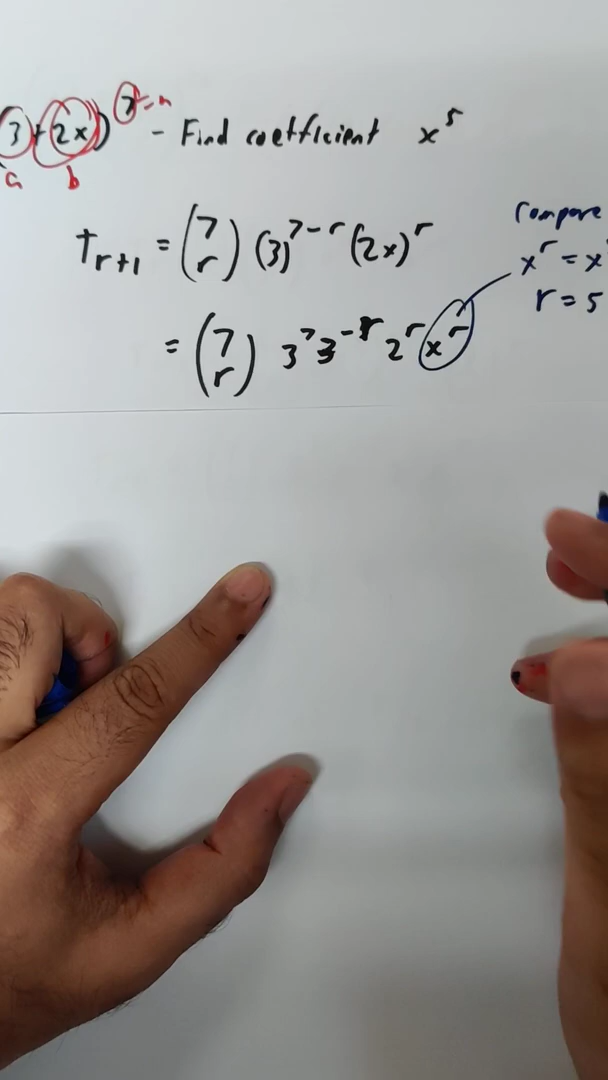 (3+2x)^7 = n - Find coefficient x^5
a b
T_{r+1} = (7 r) (3)^{7-r} (2x)^r
= (7 r) 3^7 3^{-r} 2^r x^r
Compare
x^r = x
r = 5